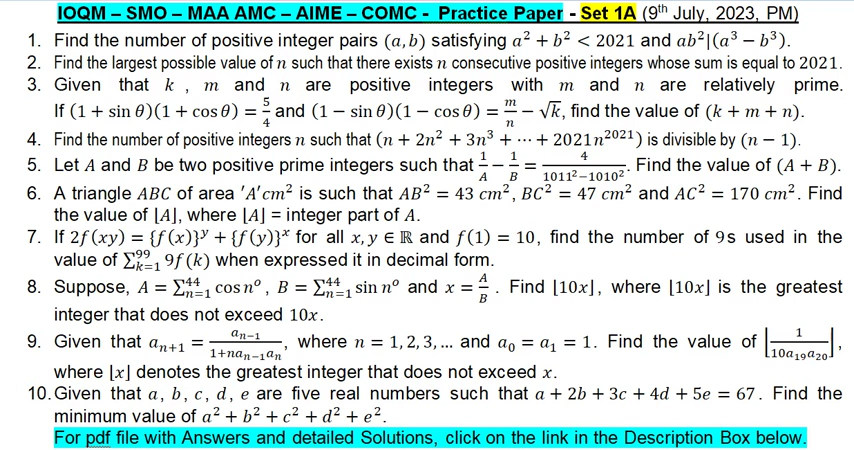 IOQM – SMO – MAA AMC – AIME – COMC - Practice Paper - Set 1A (9th July, 2023, PM)
1. Find the number of positive integer pairs (a, b) satisfying a² + b² < 2021 and ab²|(a³ − b³).
2. Find the largest possible value of n such that there exists n consecutive positive integers whose sum is equal to 2021.
3. Given that k , m and n are positive integers with m and n are relatively prime.
If (1 + sin θ)(1 + cos θ) = 5/4 and (1 − sin θ)(1 − cos θ) = m/n − √k, find the value of (k + m + n).
4. Find the number of positive integers n such that (n + 2n² + 3n³ + ⋯ + 2021n²⁰²¹) is divisible by (n − 1).
5. Let A and B be two positive prime integers such that 1/A − 1/B = 4/(1011²−1010²). Find the value of (A + B).
6. A triangle ABC of area 'A'cm² is such that AB² = 43 cm², BC² = 47 cm² and AC² = 170 cm². Find
the value of ⌊A⌋, where ⌊A⌋ = integer part of A.
7. If 2f(xy) = {f(x)}ʸ + {f(y)}ˣ for all x, y ∈ ℝ and f(1) = 10, find the number of 9s used in the
value of ∑_{k=1}^{99} 9f(k) when expressed it in decimal form.
8. Suppose, A = ∑_{n=1}^{44} cos n° , B = ∑_{n=1}^{44} sin n° and x = A/B . Find ⌊10x⌋, where ⌊10x⌋ is the greatest
integer that does not exceed 10x.
9. Given that a_{n+1} = a_{n−1}/(1+na_{n−1}a_n), where n = 1, 2, 3, ... and a₀ = a₁ = 1. Find the value of ⌊1/(10a₁₉a₂₀)⌋,
where ⌊x⌋ denotes the greatest integer that does not exceed x.
10. Given that a, b, c, d, e are five real numbers such that a + 2b + 3c + 4d + 5e = 67. Find the
minimum value of a² + b² + c² + d² + e².
For pdf file with Answers and detailed Solutions, click on the link in the Description Box below.